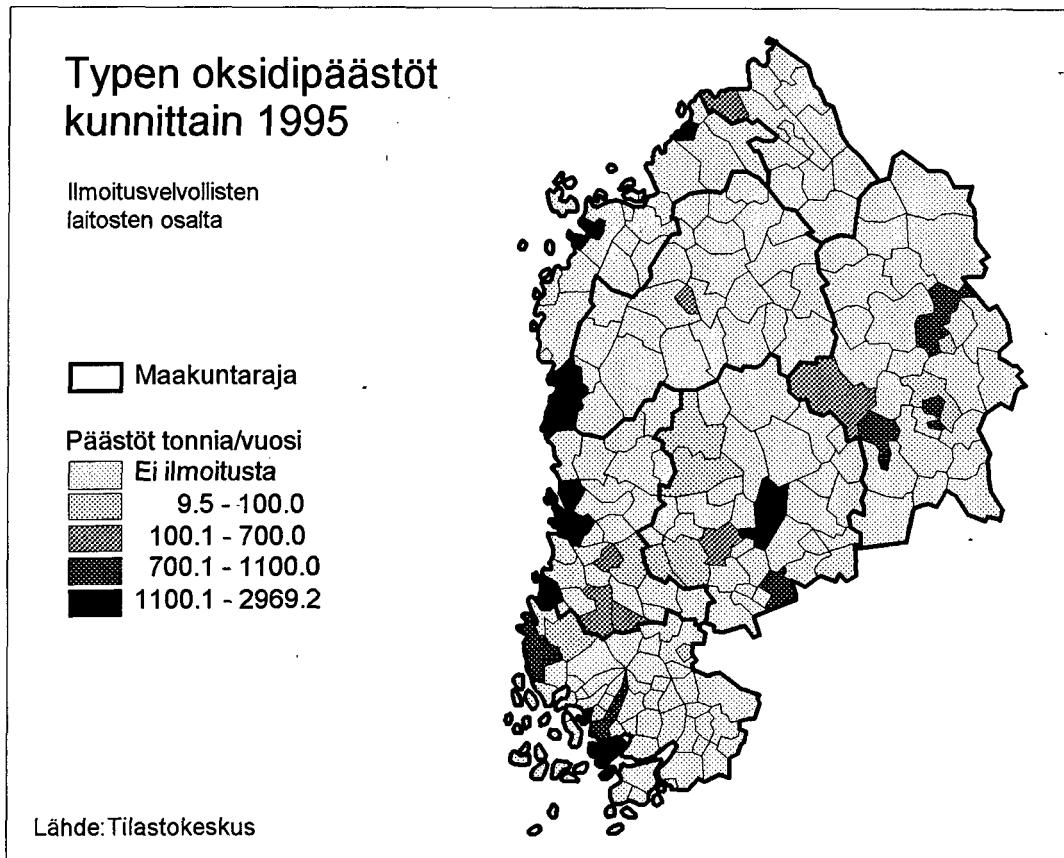 Typen oksidipäästöt
kunnittain 1995
Ilmoitusvelvollisten
laitosten osalta
Maakuntaraja
Päästöt tonnia/vuosi
Ei ilmoitusta
9.5 - 100.0
100.1 - 700.0
700.1 - 1100.0
1100.1 - 2969.2
Lähde: Tilastokeskus